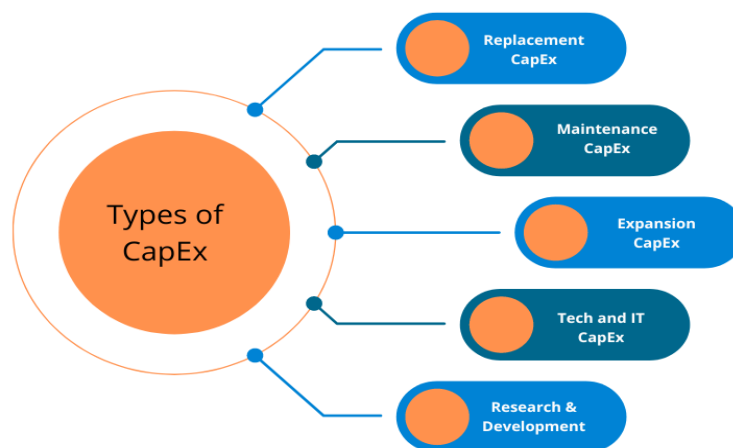 Types of
CapEx
Replacement
CapEx
Maintenance
CapEx
Expansion
CapEx
Tech and IT
CapEx
Research &
Development